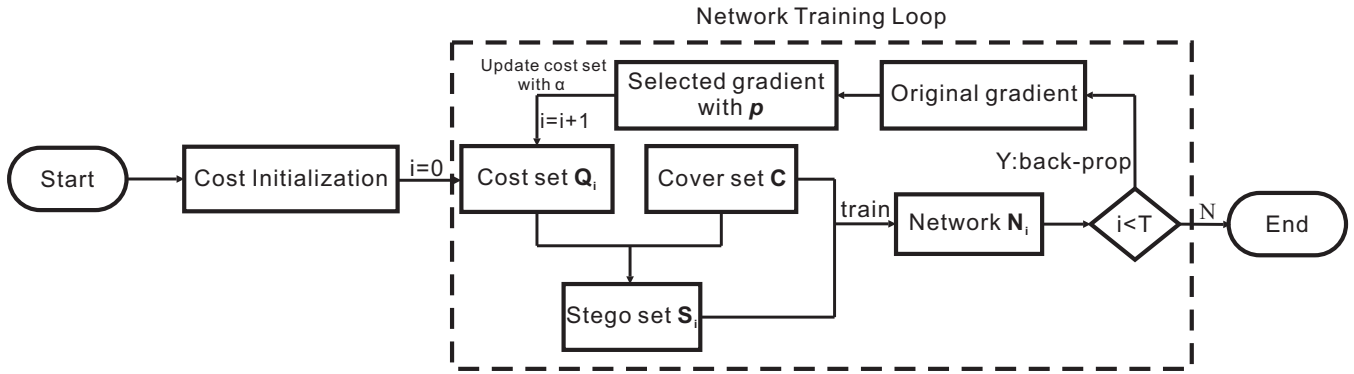 Network Training Loop
Update cost set
with α
Selected gradient
with p
Original gradient
i=i+1
Y:back-prop
Start
Cost Initialization
i=0
Cost set Qi
Cover set C
train
Network Ni
i<T
N
End
Stego set Si